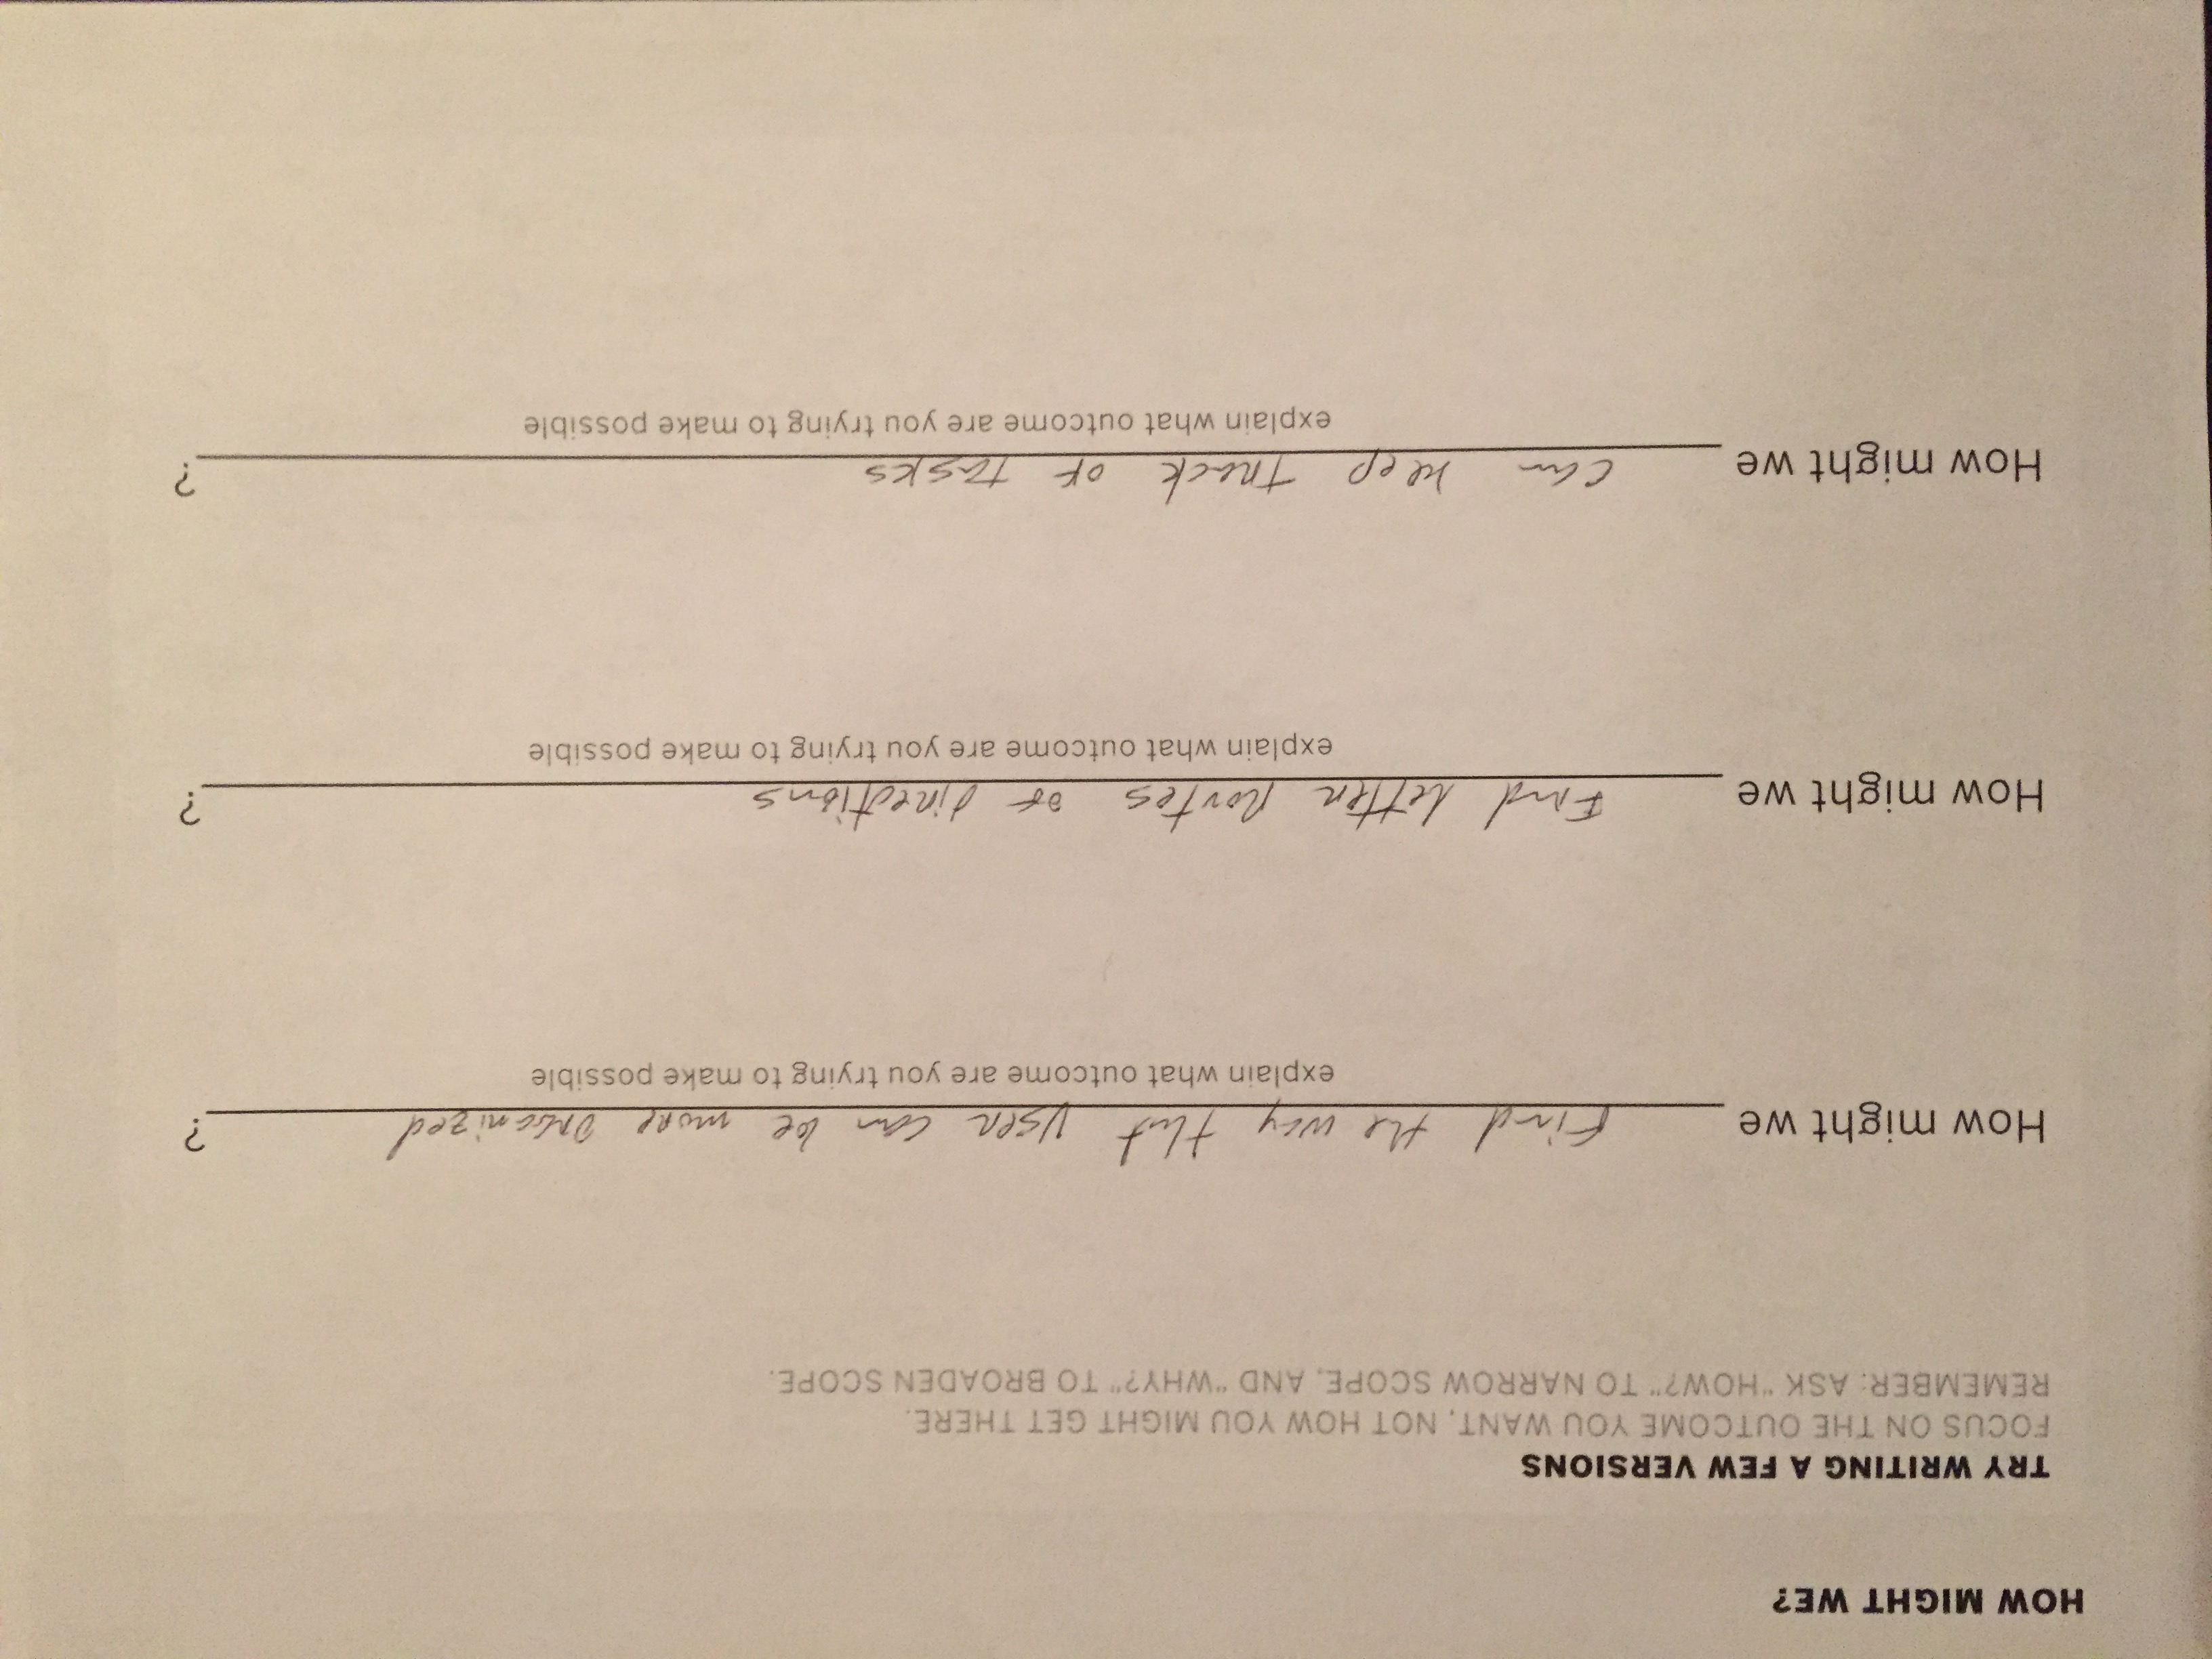 HOW MIGHT WE?
TRY WRITING A FEW VERSIONS
FOCUS ON THE OUTCOME YOU WANT, NOT HOW YOU MIGHT GET THERE.
REMEMBER: ASK “HOW?” TO NARROW SCOPE, AND “WHY?” TO BROADEN SCOPE.
How might we Find the way that User can be more organized ?
explain what outcome are you trying to make possible
How might we Find better Routes of directions ?
explain what outcome are you trying to make possible
How might we can keep track of tasks ?
explain what outcome are you trying to make possible